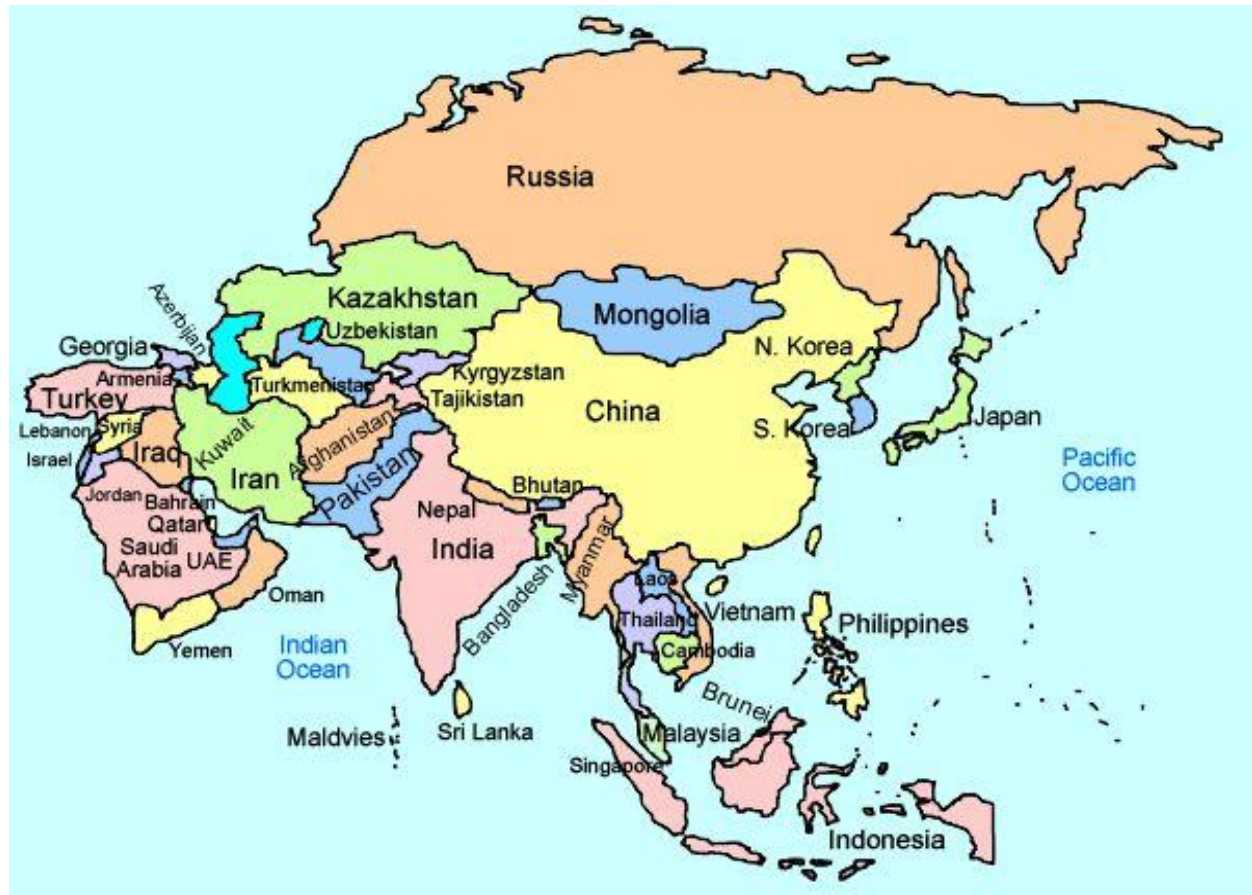 Russia
Kazakhstan
Mongolia
Azerbijan
Uzbekistan
Georgia
N. Korea
Armenia
Turkmenistan
Kyrgyzstan
Turkey
Tajikistan
China
Japan
Lebanon
Syria
Kuwait
Afghanistan
S. Korea
Israel
Iraq
Iran
Pakistan
Pacific
Ocean
Jordan
Bahrain
Bhutan
Nepal
Qatar
India
Saudi
Arabia
UAE
Myanmar
Oman
Bangladesh
Laos
Vietnam
Thailand
Philippines
Yemen
Indian
Ocean
Cambodia
Brunei
Maldvies
Sri Lanka
Malaysia
Singapore
Indonesia